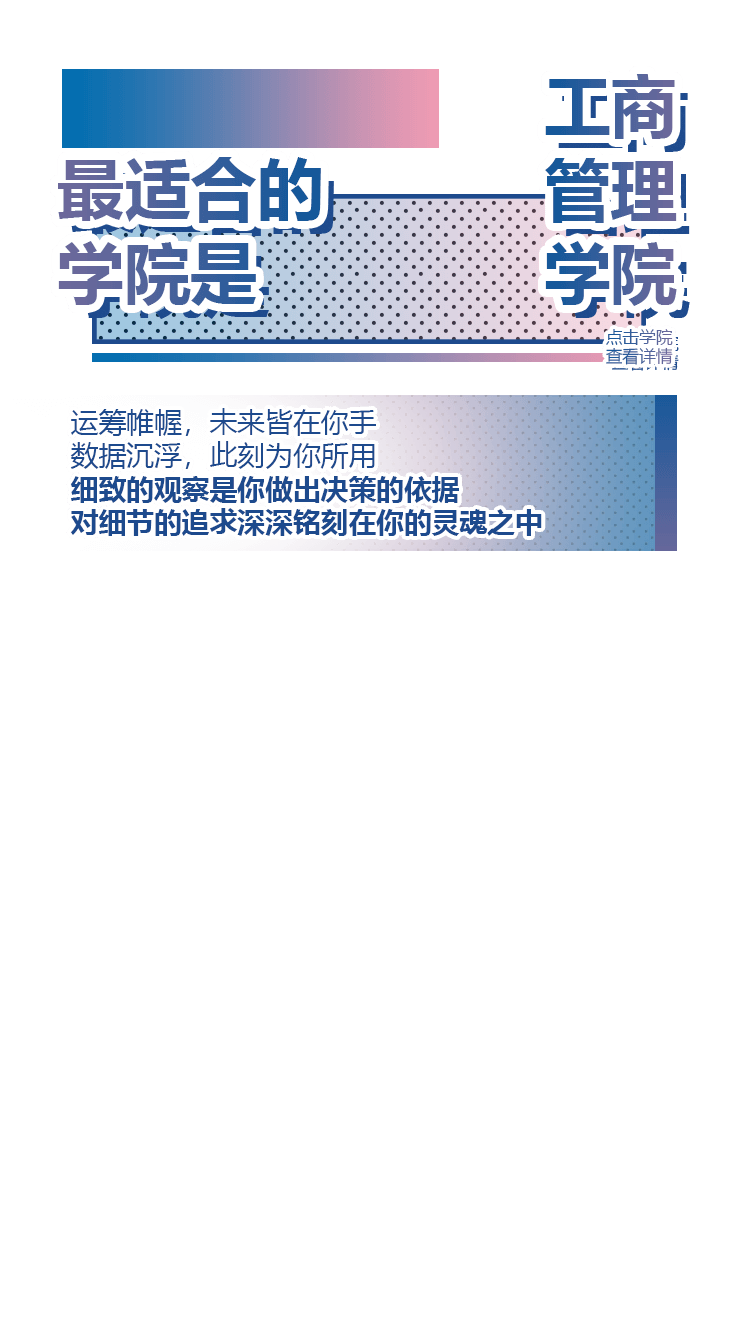 最适合的
学院是
工商
管理
学院
点击学院
查看详情
运筹帷幄，未来皆在你手
数据沉浮，此刻为你所用
细致的观察是你做出决策的依据
对细节的追求深深铭刻在你的灵魂之中